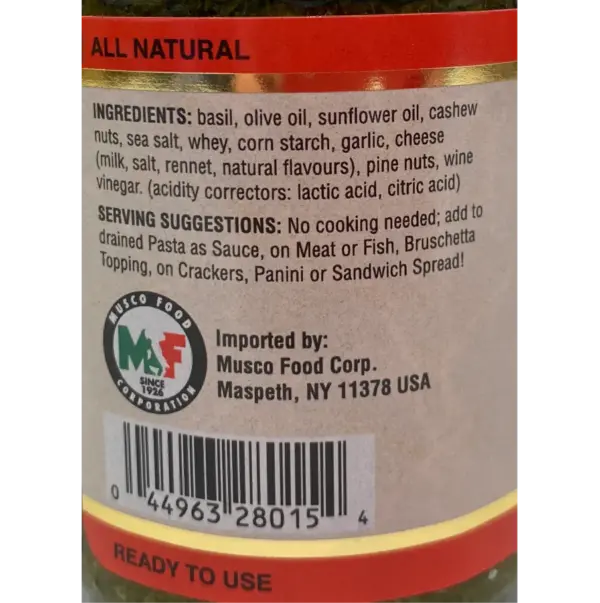 ALL NATURAL
INGREDIENTS: basil, olive oil, sunflower oil, cashew
nuts, sea salt, whey, corn starch, garlic, cheese
(milk, salt, rennet, natural flavours), pine nuts, wine
vinegar. (acidity correctors: lactic acid, citric acid)
SERVING SUGGESTIONS: No cooking needed; add to
drained Pasta as Sauce, on Meat or Fish, Bruschetta
Topping, on Crackers, Panini or Sandwich Spread!
MUSCO FOOD
MF
SINCE
1926
CORPORATION
Imported by:
Musco Food Corp.
Maspeth, NY 11378 USA
0 44963 28015 4
READY TO USE